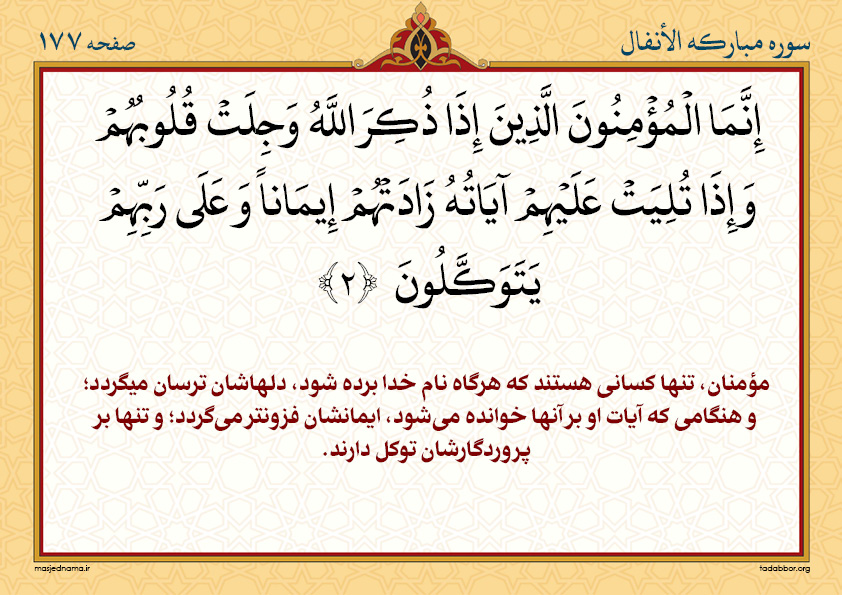 سوره مبارکه الأنفال
صفحه ۱۷۷
إِنَّمَا الْمُؤْمِنُونَ الَّذِينَ إِذَا ذُكِرَ اللَّهُ وَجِلَتْ قُلُوبُهُمْ
وَإِذَا تُلِيَتْ عَلَيْهِمْ آيَاتُهُ زَادَتْهُمْ إِيمَاناً وَعَلَى رَبِّهِمْ
يَتَوَكَّلُونَ ﴿۲﴾
مؤمنان، تنها کسانی هستند که هرگاه نام خدا برده شود، دلهاشان ترسان میگردد؛
و هنگامی که آیات او بر آنها خوانده می‌شود، ایمانشان فزونتر می‌گردد؛ و تنها بر
پروردگارشان توکل دارند.
masjednama.ir
tadabbor.org